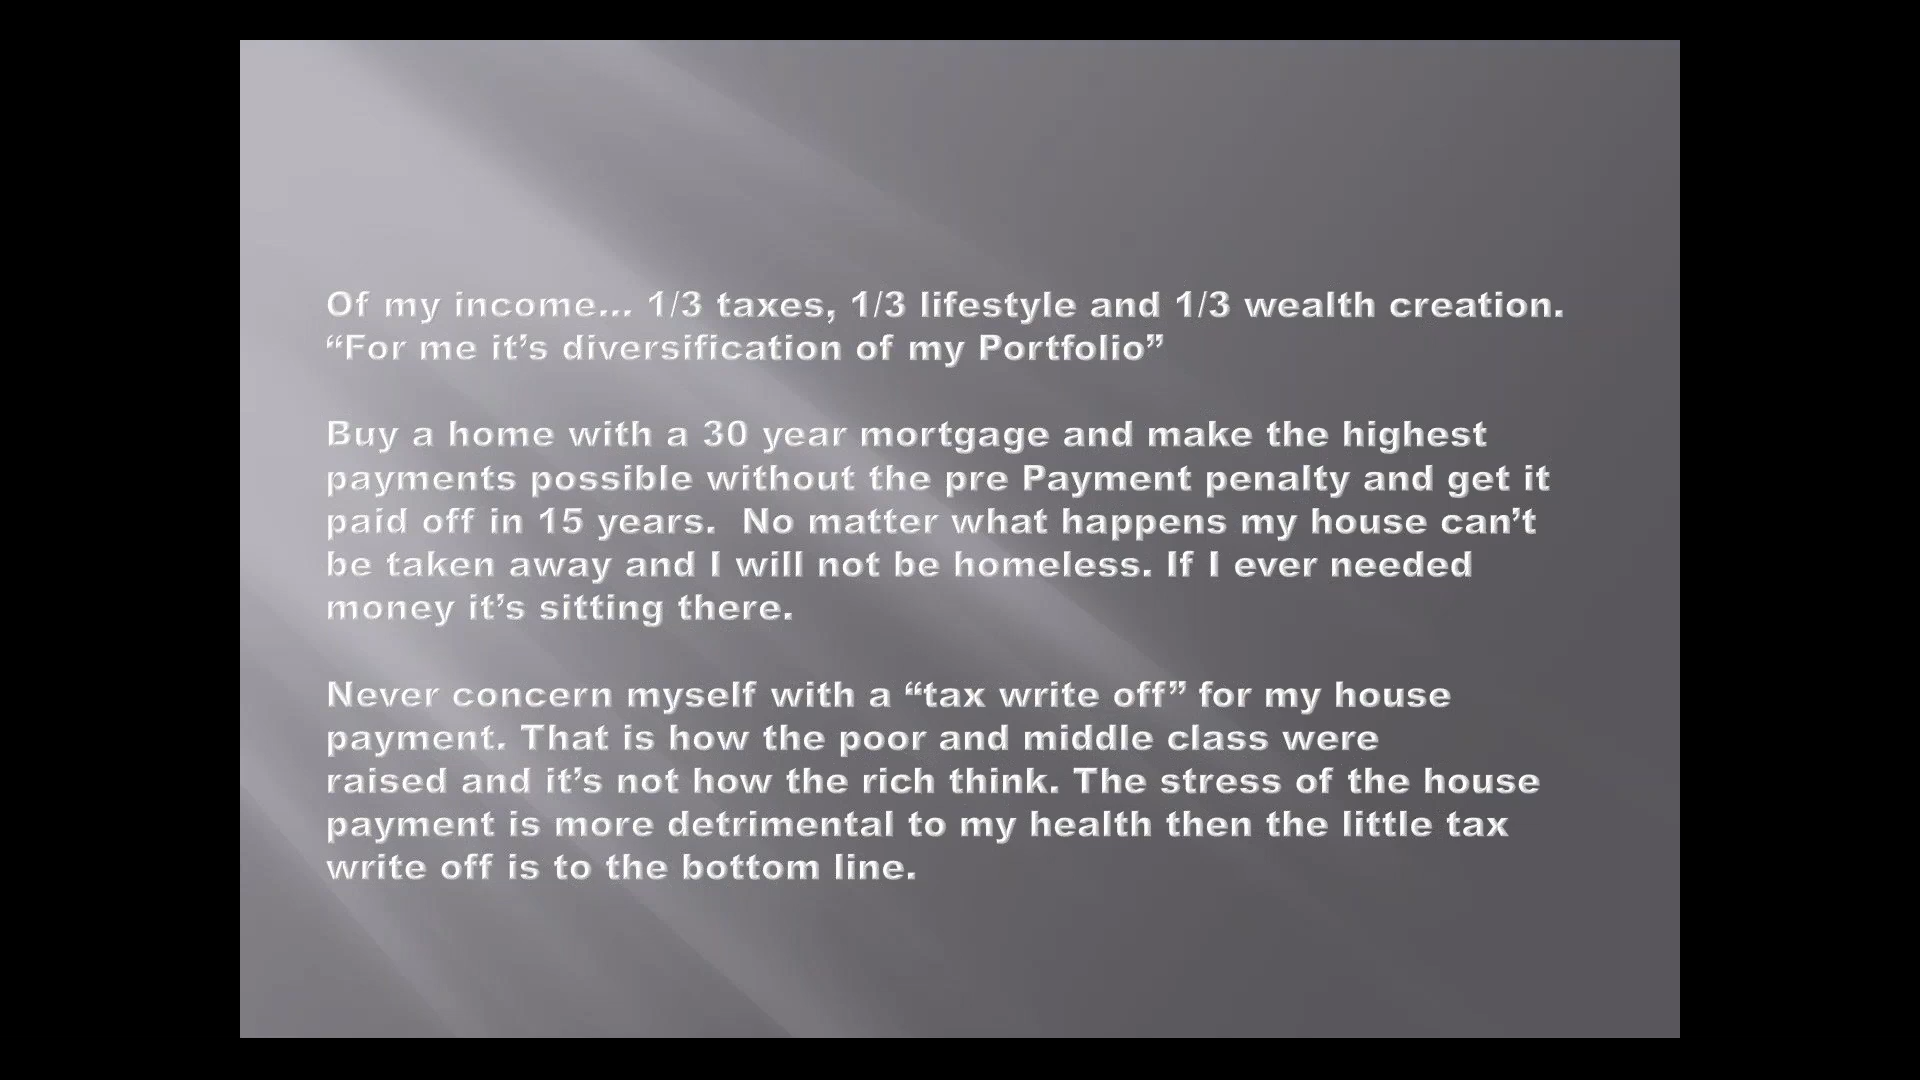 Of my income... 1/3 taxes, 1/3 lifestyle and 1/3 wealth creation.
“For me it’s diversification of my Portfolio”
Buy a home with a 30 year mortgage and make the highest
payments possible without the pre Payment penalty and get it
paid off in 15 years.  No matter what happens my house can’t
be taken away and I will not be homeless. If I ever needed
money it’s sitting there.
Never concern myself with a “tax write off” for my house
payment. That is how the poor and middle class were
raised and it’s not how the rich think. The stress of the house
payment is more detrimental to my health then the little tax
write off is to the bottom line.